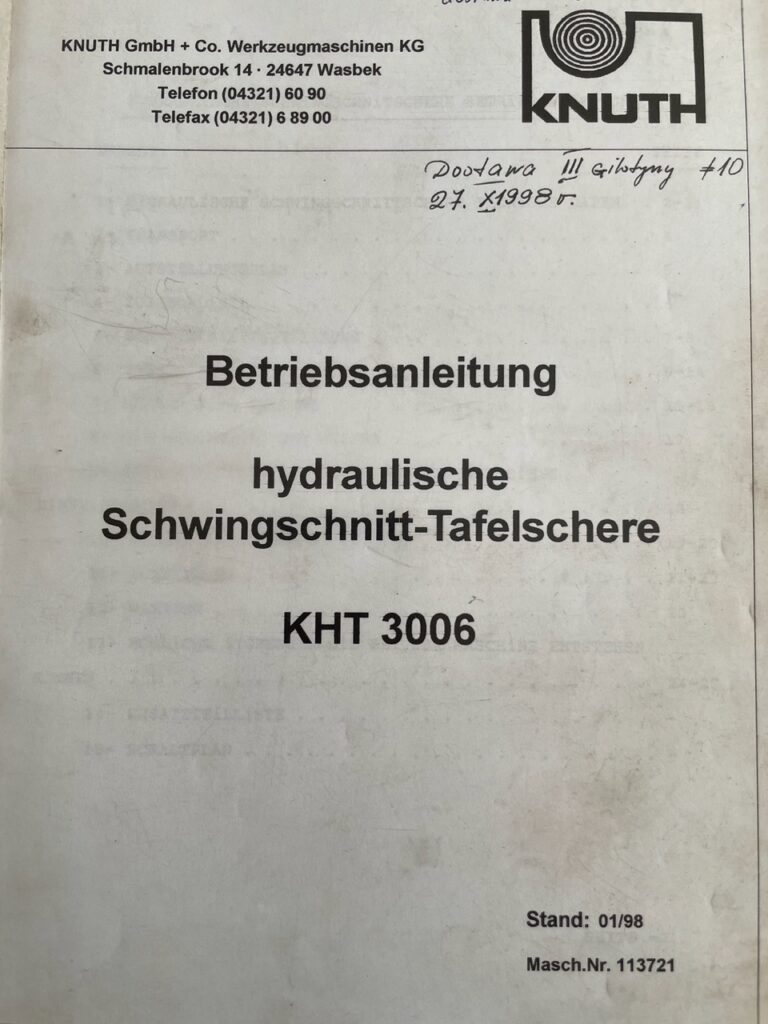 KNUTH GmbH + Co. Werkzeugmaschinen KG
Schmalenbrook 14 · 24647 Wasbek
Telefon (04321) 60 90
Telefax (04321) 6 89 00
KNUTH
Dostawa III Gilotyny #10
27. X 1998 r.
Betriebsanleitung
hydraulische
Schwingschnitt-Tafelschere
KHT 3006
Stand: 01/98
Masch.Nr. 113721